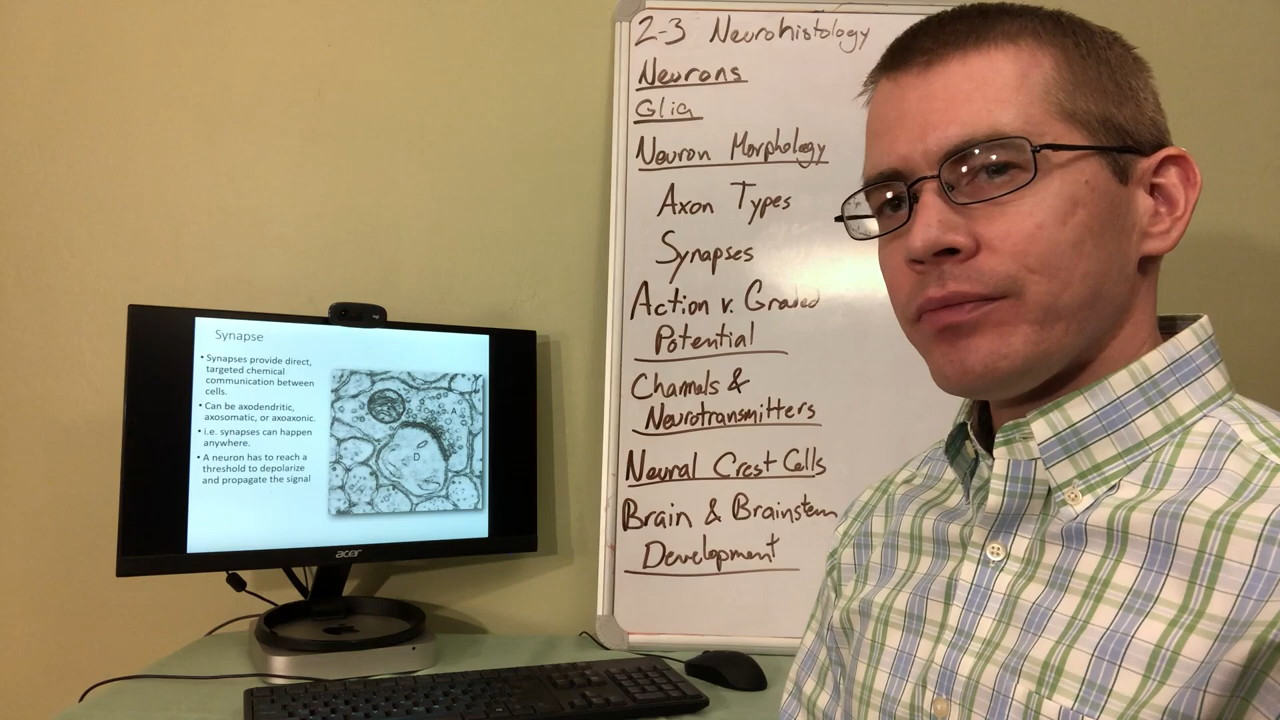 2-3 Neurohistology
Neurons
Glia
Neuron Morphology
Axon Types
Synapses
Action v. Graded
Potential
Channels &
Neurotransmitters
Neural Crest Cells
Brain & Brainstem
Development
Synapse
• Synapses provide direct,
targeted chemical
communication between
cells.
• Can be axodendritic,
axosomatic, or axoaxonic.
• i.e. synapses can happen
anywhere.
• A neuron has to reach a
threshold to depolarize
and propagate the signal
A
D
acer